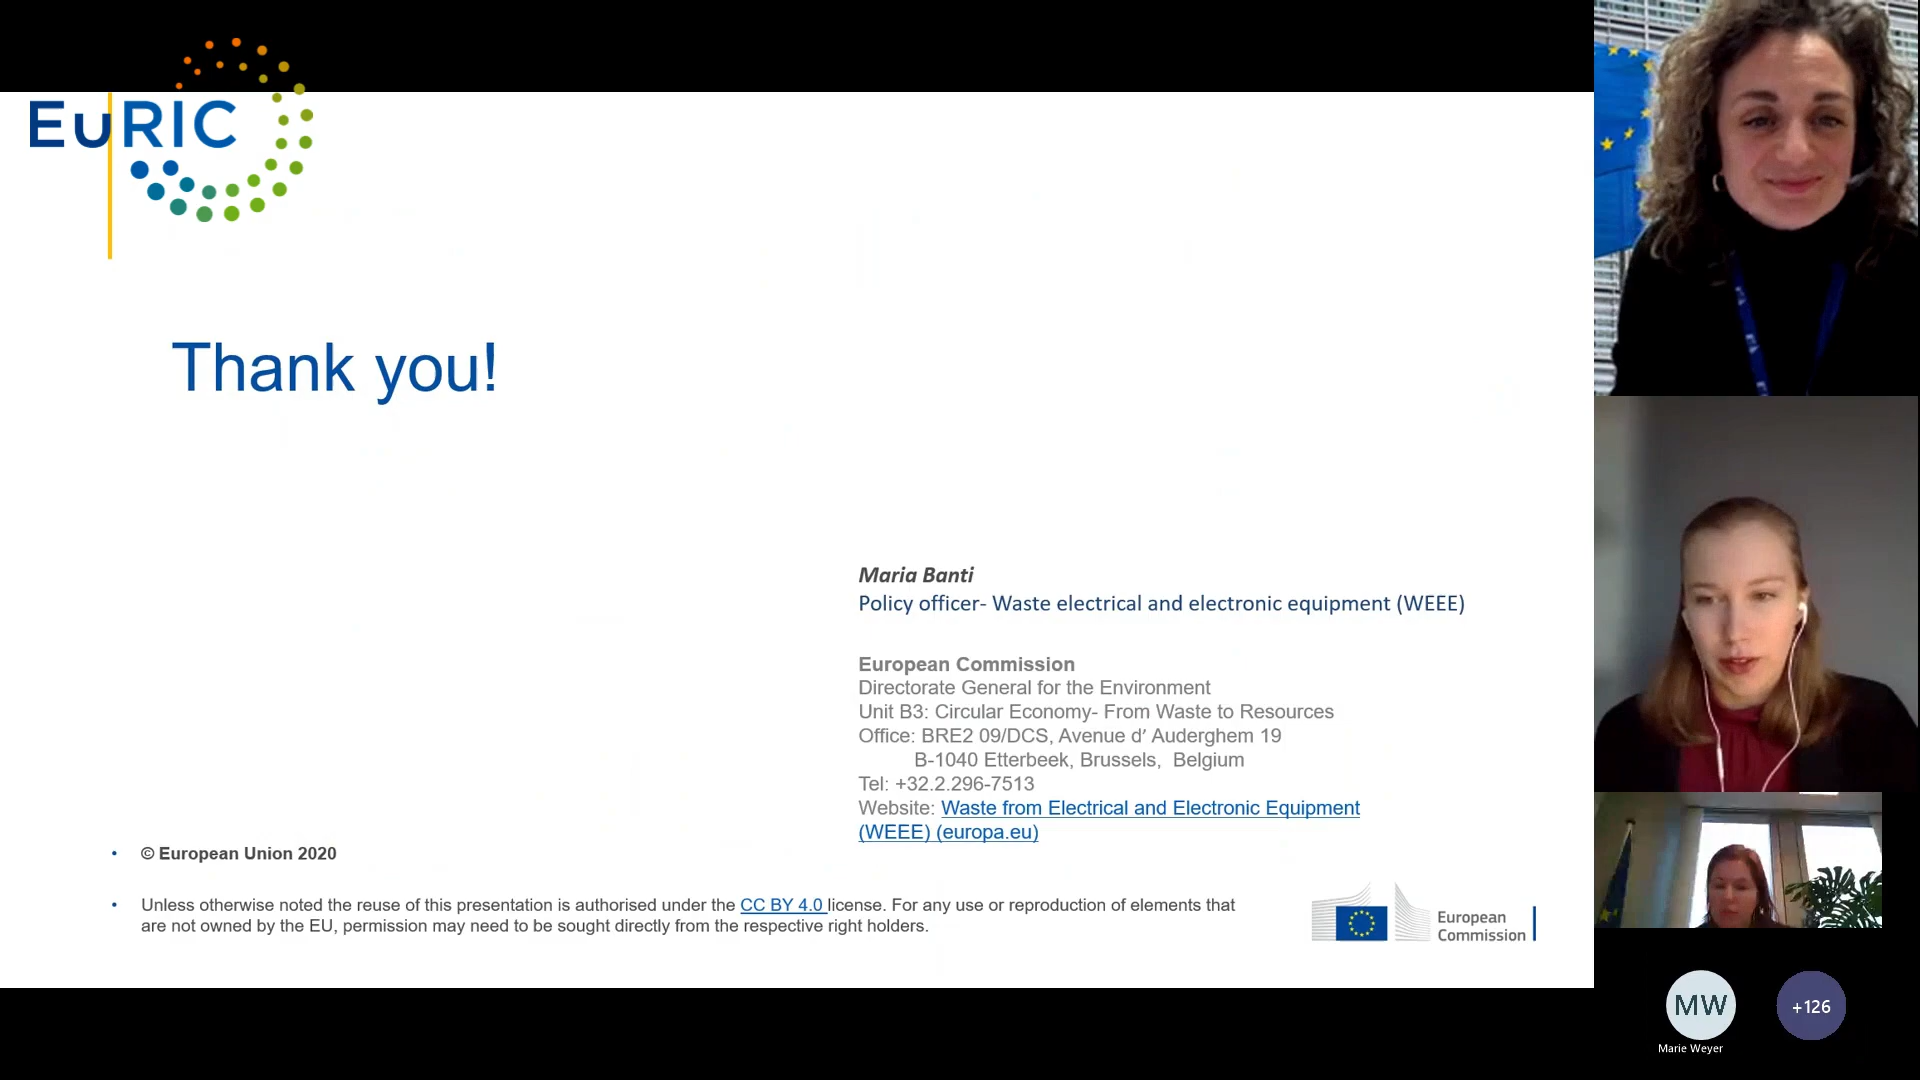 EuRIC
Thank you!
Maria Banti
Policy officer- Waste electrical and electronic equipment (WEEE)
European Commission
Directorate General for the Environment
Unit B3: Circular Economy- From Waste to Resources
Office: BRE2 09/DCS, Avenue d’ Auderghem 19
B-1040 Etterbeek, Brussels, Belgium
Tel: +32.2.296-7513
Website: Waste from Electrical and Electronic Equipment
(WEEE) (europa.eu)
• © European Union 2020
• Unless otherwise noted the reuse of this presentation is authorised under the CC BY 4.0 license. For any use or reproduction of elements that
are not owned by the EU, permission may need to be sought directly from the respective right holders.
European
Commission
MW
+126
Marie Weyer